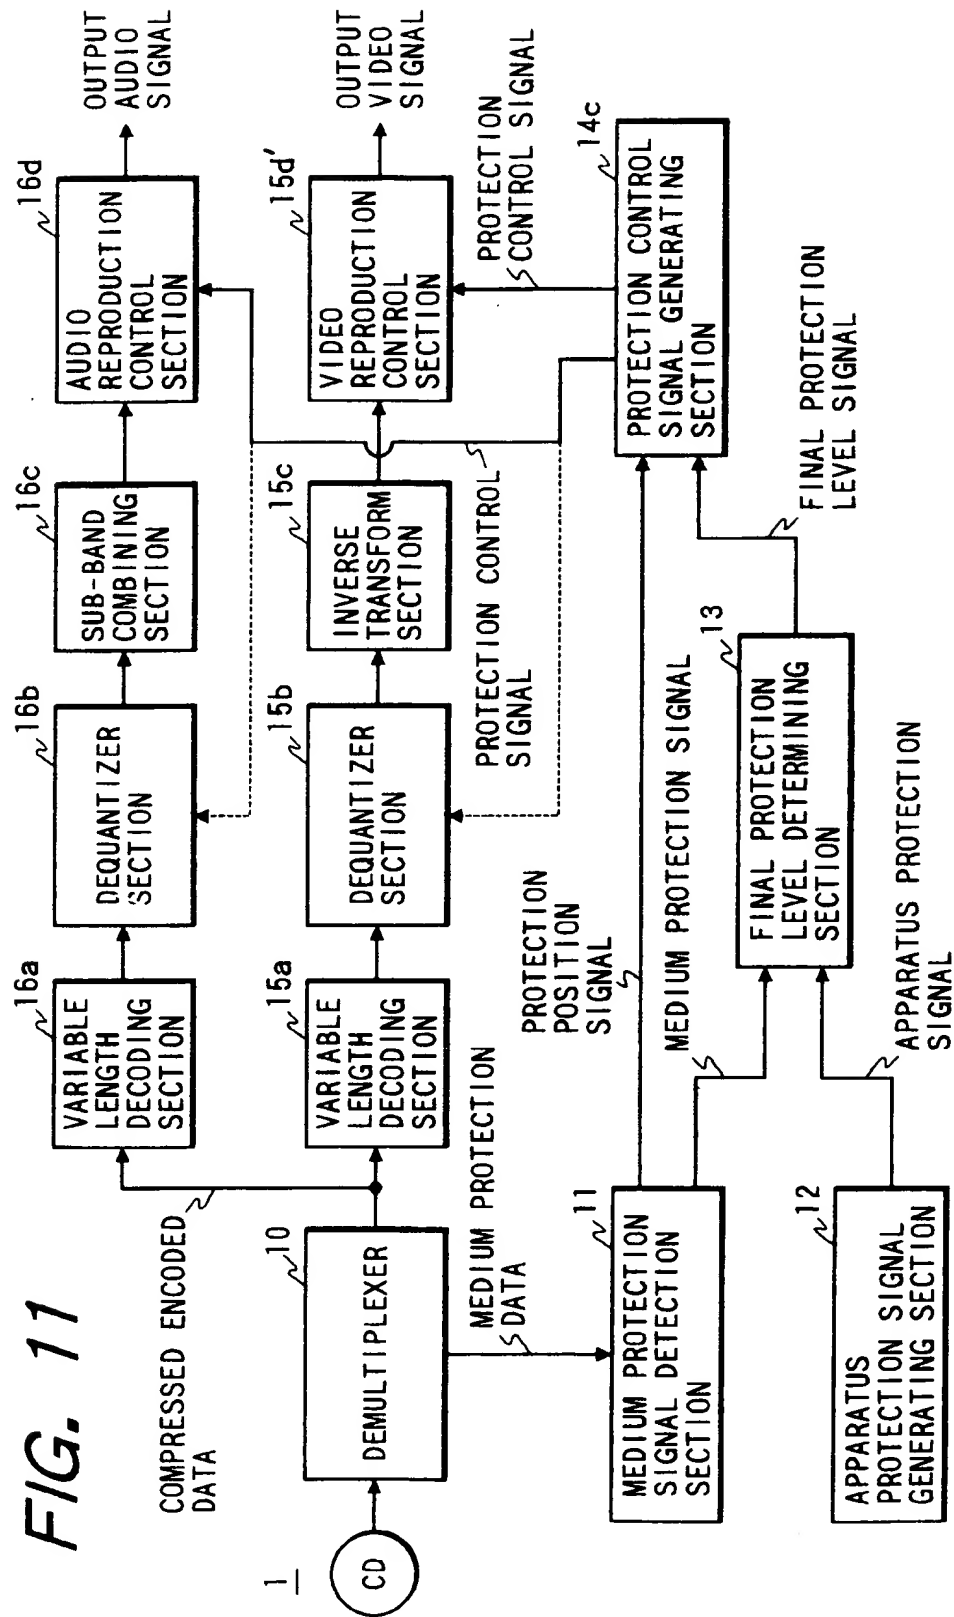 FIG. 11
1
CD
DEMULTIPLEXER
10
COMPRESSED ENCODED
DATA
MEDIUM PROTECTION
DATA
VARIABLE
LENGTH
DECODING
SECTION
16a
DEQUANTIZER
SECTION
16b
SUB-BAND
COMBINING
SECTION
16c
AUDIO
REPRODUCTION
CONTROL
SECTION
16d
OUTPUT
AUDIO
SIGNAL
VARIABLE
LENGTH
DECODING
SECTION
15a
DEQUANTIZER
SECTION
15b
INVERSE
TRANSFORM
SECTION
15c
VIDEO
REPRODUCTION
CONTROL
SECTION
15d'
OUTPUT
VIDEO
SIGNAL
PROTECTION CONTROL
SIGNAL
PROTECTION
CONTROL SIGNAL
PROTECTION
POSITION
SIGNAL
MEDIUM PROTECTION
SIGNAL DETECTION
SECTION
11
MEDIUM PROTECTION SIGNAL
PROTECTION CONTROL
SIGNAL GENERATING
SECTION
14c
FINAL PROTECTION
LEVEL DETERMINING
SECTION
13
FINAL PROTECTION
LEVEL SIGNAL
APPARATUS
PROTECTION SIGNAL
GENERATING SECTION
12
APPARATUS PROTECTION
SIGNAL